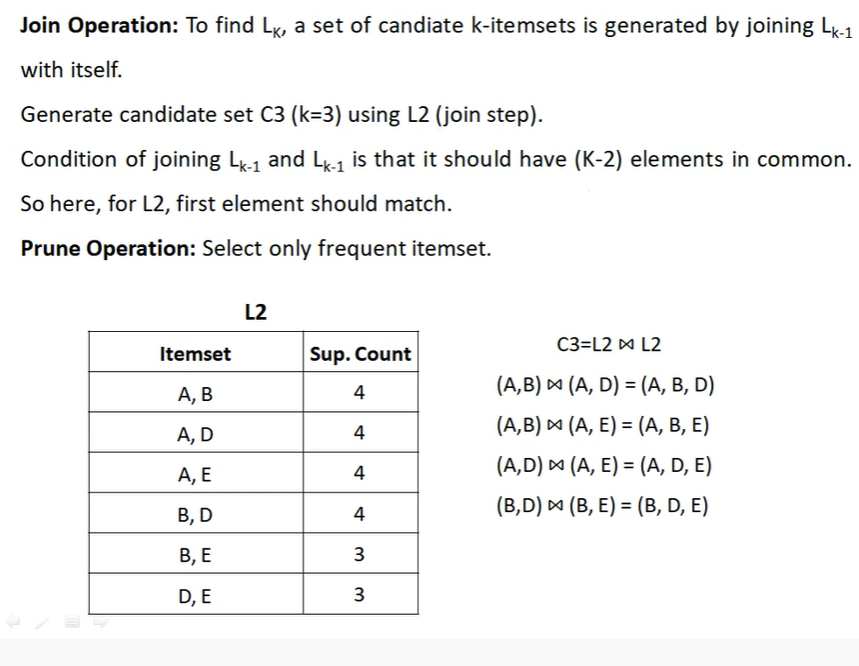 Join Operation: To find LK, a set of candiate k-itemsets is generated by joining Lk-1
with itself.
Generate candidate set C3 (k=3) using L2 (join step).
Condition of joining Lk-1 and Lk-1 is that it should have (K-2) elements in common.
So here, for L2, first element should match.
Prune Operation: Select only frequent itemset.
L2
Itemset Sup. Count
A, B 4
A, D 4
A, E 4
B, D 4
B, E 3
D, E 3
C3=L2 ⋈ L2
(A,B) ⋈ (A, D) = (A, B, D)
(A,B) ⋈ (A, E) = (A, B, E)
(A,D) ⋈ (A, E) = (A, D, E)
(B,D) ⋈ (B, E) = (B, D, E)